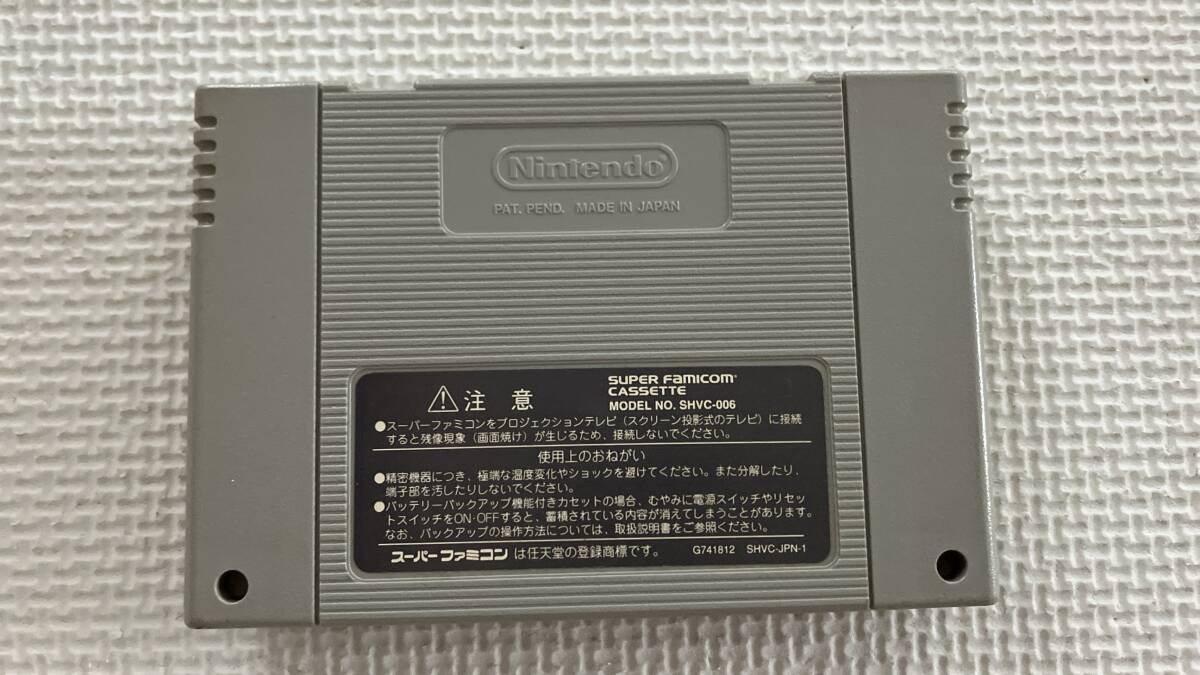 Nintendo
PAT. PEND. MADE IN JAPAN
⚠注意
SUPER FAMICOM
CASSETTE
MODEL NO. SHVC-006
●スーパーファミコンをプロジェクションテレビ（スクリーン投影式のテレビ）に接続
すると残像現象（画面焼け）が生じるため、接続しないでください。
使用上のおねがい
●精密機器につき、極端な温度変化やショックを避けてください。また分解したり、
端子部を汚したりしないでください。
●バッテリーバックアップ機能付きカセットの場合、むやみに電源スイッチやリセッ
トスイッチをON・OFFすると、蓄積されている内容が消えてしまうことがあります。
なお、バックアップの操作方法については、取扱説明書をご参照ください。
スーパーファミコンは任天堂の登録商標です。 G741812 SHVC-JPN-1